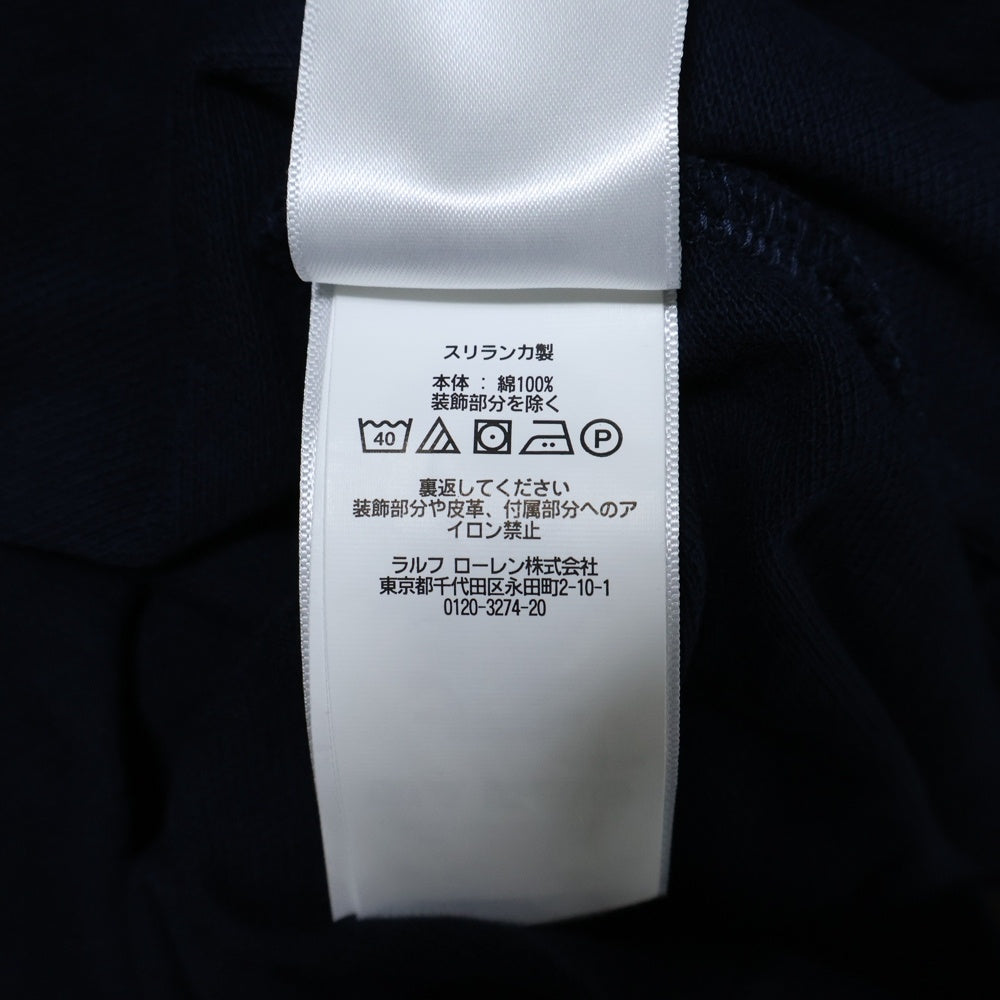 スリランカ製
本体 : 綿100%
装飾部分を除く
40 P
裏返してください
装飾部分や皮革、付属部分へのア
イロン禁止
ラルフ ローレン株式会社
東京都千代田区永田町2-10-1
0120-3274-20